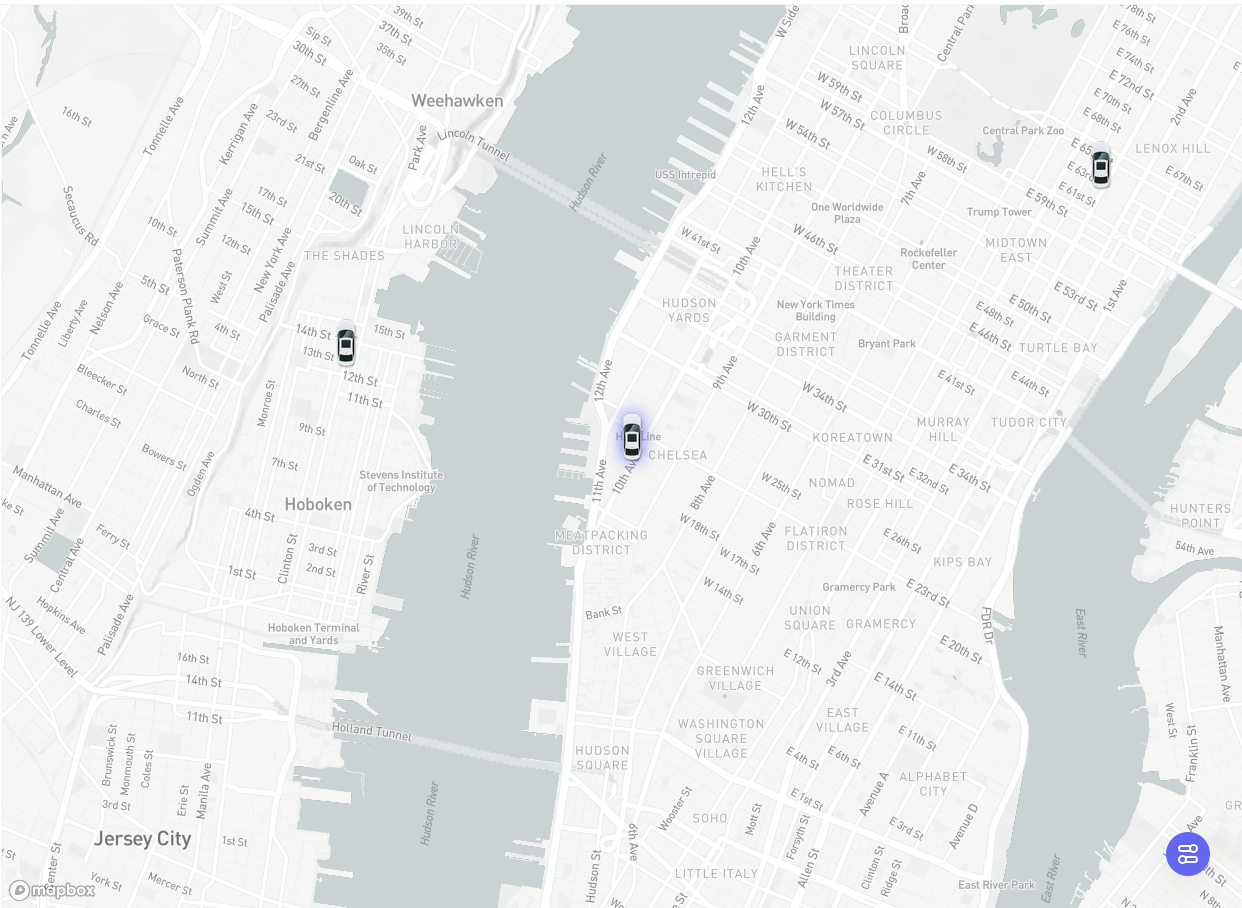 39th St
Sip St
37th St
30th St
35th St
W Side
Broad
Central Park
E 78th St
E 76th St
LINCOLN
SQUARE
E 74th St
E 72nd St
27th St
Bergenline Ave
W 59th St
W 57th St
12th Ave
2nd Ave
E 70th St
Weehawken
16th St
Tonnelle Ave
23rd St
Kerrigan Ave
E 68th St
COLUMBUS
CIRCLE
Central Park Zoo
Park Ave
Lincoln Tunnel
W 54th St
LENOX HILL
21st St
Oak St
W 58th St
E 67th St
USS Intrepid
HELL'S
KITCHEN
E 61st St
Hudson River
17th St
20th St
7th Ave
E 59th St
15th St
Summit Ave
One Worldwide
Plaza
Trump Tower
Secaucus Rd
10th St
12th St
LINCOLN
HARBOR
W 41st St
W 46th St
MIDTOWN
EAST
THE SHADES
New York Ave
10th Ave
Rockefeller
Center
Paterson Plank Rd
5th St
West St
Palisade Ave
THEATER
DISTRICT
E 53rd St
1st Ave
Nelson Ave
Liberty Ave
Tonnelle Ave
HUDSON
YARDS
New York Times
Building
E 50th St
E 48th St
Grace St
4th St
14th St
15th St
E 46th St
GARMENT
DISTRICT
Bryant Park
TURTLE BAY
13th St
12th St
11th St
North St
Bleecker St
12th Ave
9th Ave
E 41st St
E 44th St
Monroe St
W 34th St
Charles St
9th St
W 30th St
MURRAY
HILL
TUDOR CITY
KOREATOWN
Bowers St
7th St
CHELSEA
E 31st St
E 32nd St
E 34th St
Ogden Ave
Stevens Institute
of Technology
11th Ave
10th Ave
8th Ave
W 25th St
NOMAD
ROSE HILL
Manhattan Ave
Hoboken
HUNTERS
POINT
4th St
Summit Ave
Ferry St
W 18th St
6th Ave
FLATIRON
DISTRICT
E 26th St
MEATPACKING
DISTRICT
54th Ave
Central Ave
3rd St
2nd St
1st St
Clinton St
River St
Hudson River
W 17th St
KIPS BAY
W 14th St
Gramercy Park
E 23rd St
Hopkins Ave
NJ 139 Lower Level
Palisade Ave
Bank St
UNION
SQUARE
GRAMERCY
FDR Dr
East River
Hoboken Terminal
and Yards
WEST
VILLAGE
E 20th St
Manhattan Ave
16th St
14th St
E 12th St
3rd Ave
E 14th St
GREENWICH
VILLAGE
11th St
Holland Tunnel
WASHINGTON
SQUARE
VILLAGE
EAST
VILLAGE
E 11th St
West St
Franklin St
Brunswick St
Monmouth St
Coles St
HUDSON
SQUARE
E 4th St
E 6th St
ALPHABET
CITY
Erie St
Manila Ave
3rd St
Hudson River
E 1st St
Avenue A
Wooster St
SOHO
Mott St
Forsyth St
E 3rd St
Avenue D
Jersey City
1st St
6th Ave
York St
Mercer St
Hudson St
LITTLE ITALY
Allen St
Clinton St
Ridge St
East River Park
East River
N 8th
mapbox